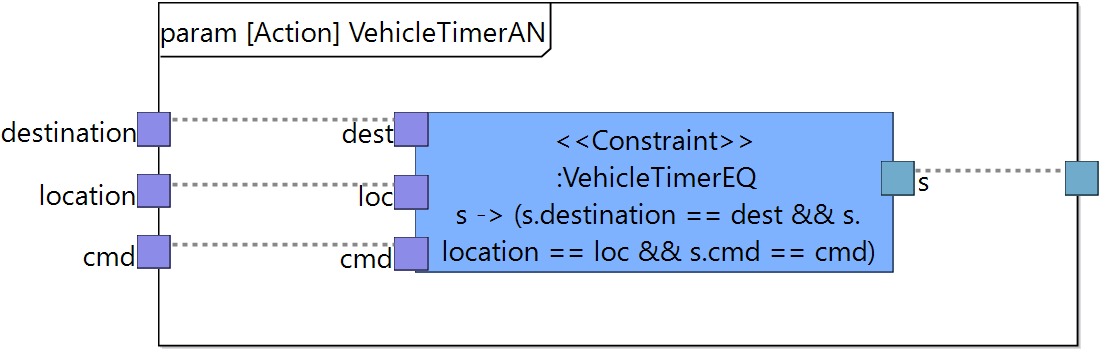 param [Action] VehicleTimerAN
destination
dest
<<Constraint>>
:VehicleTimerEQ
s -> (s.destination == dest && s.
location == loc && s.cmd == cmd)
s
location
loc
cmd
cmd